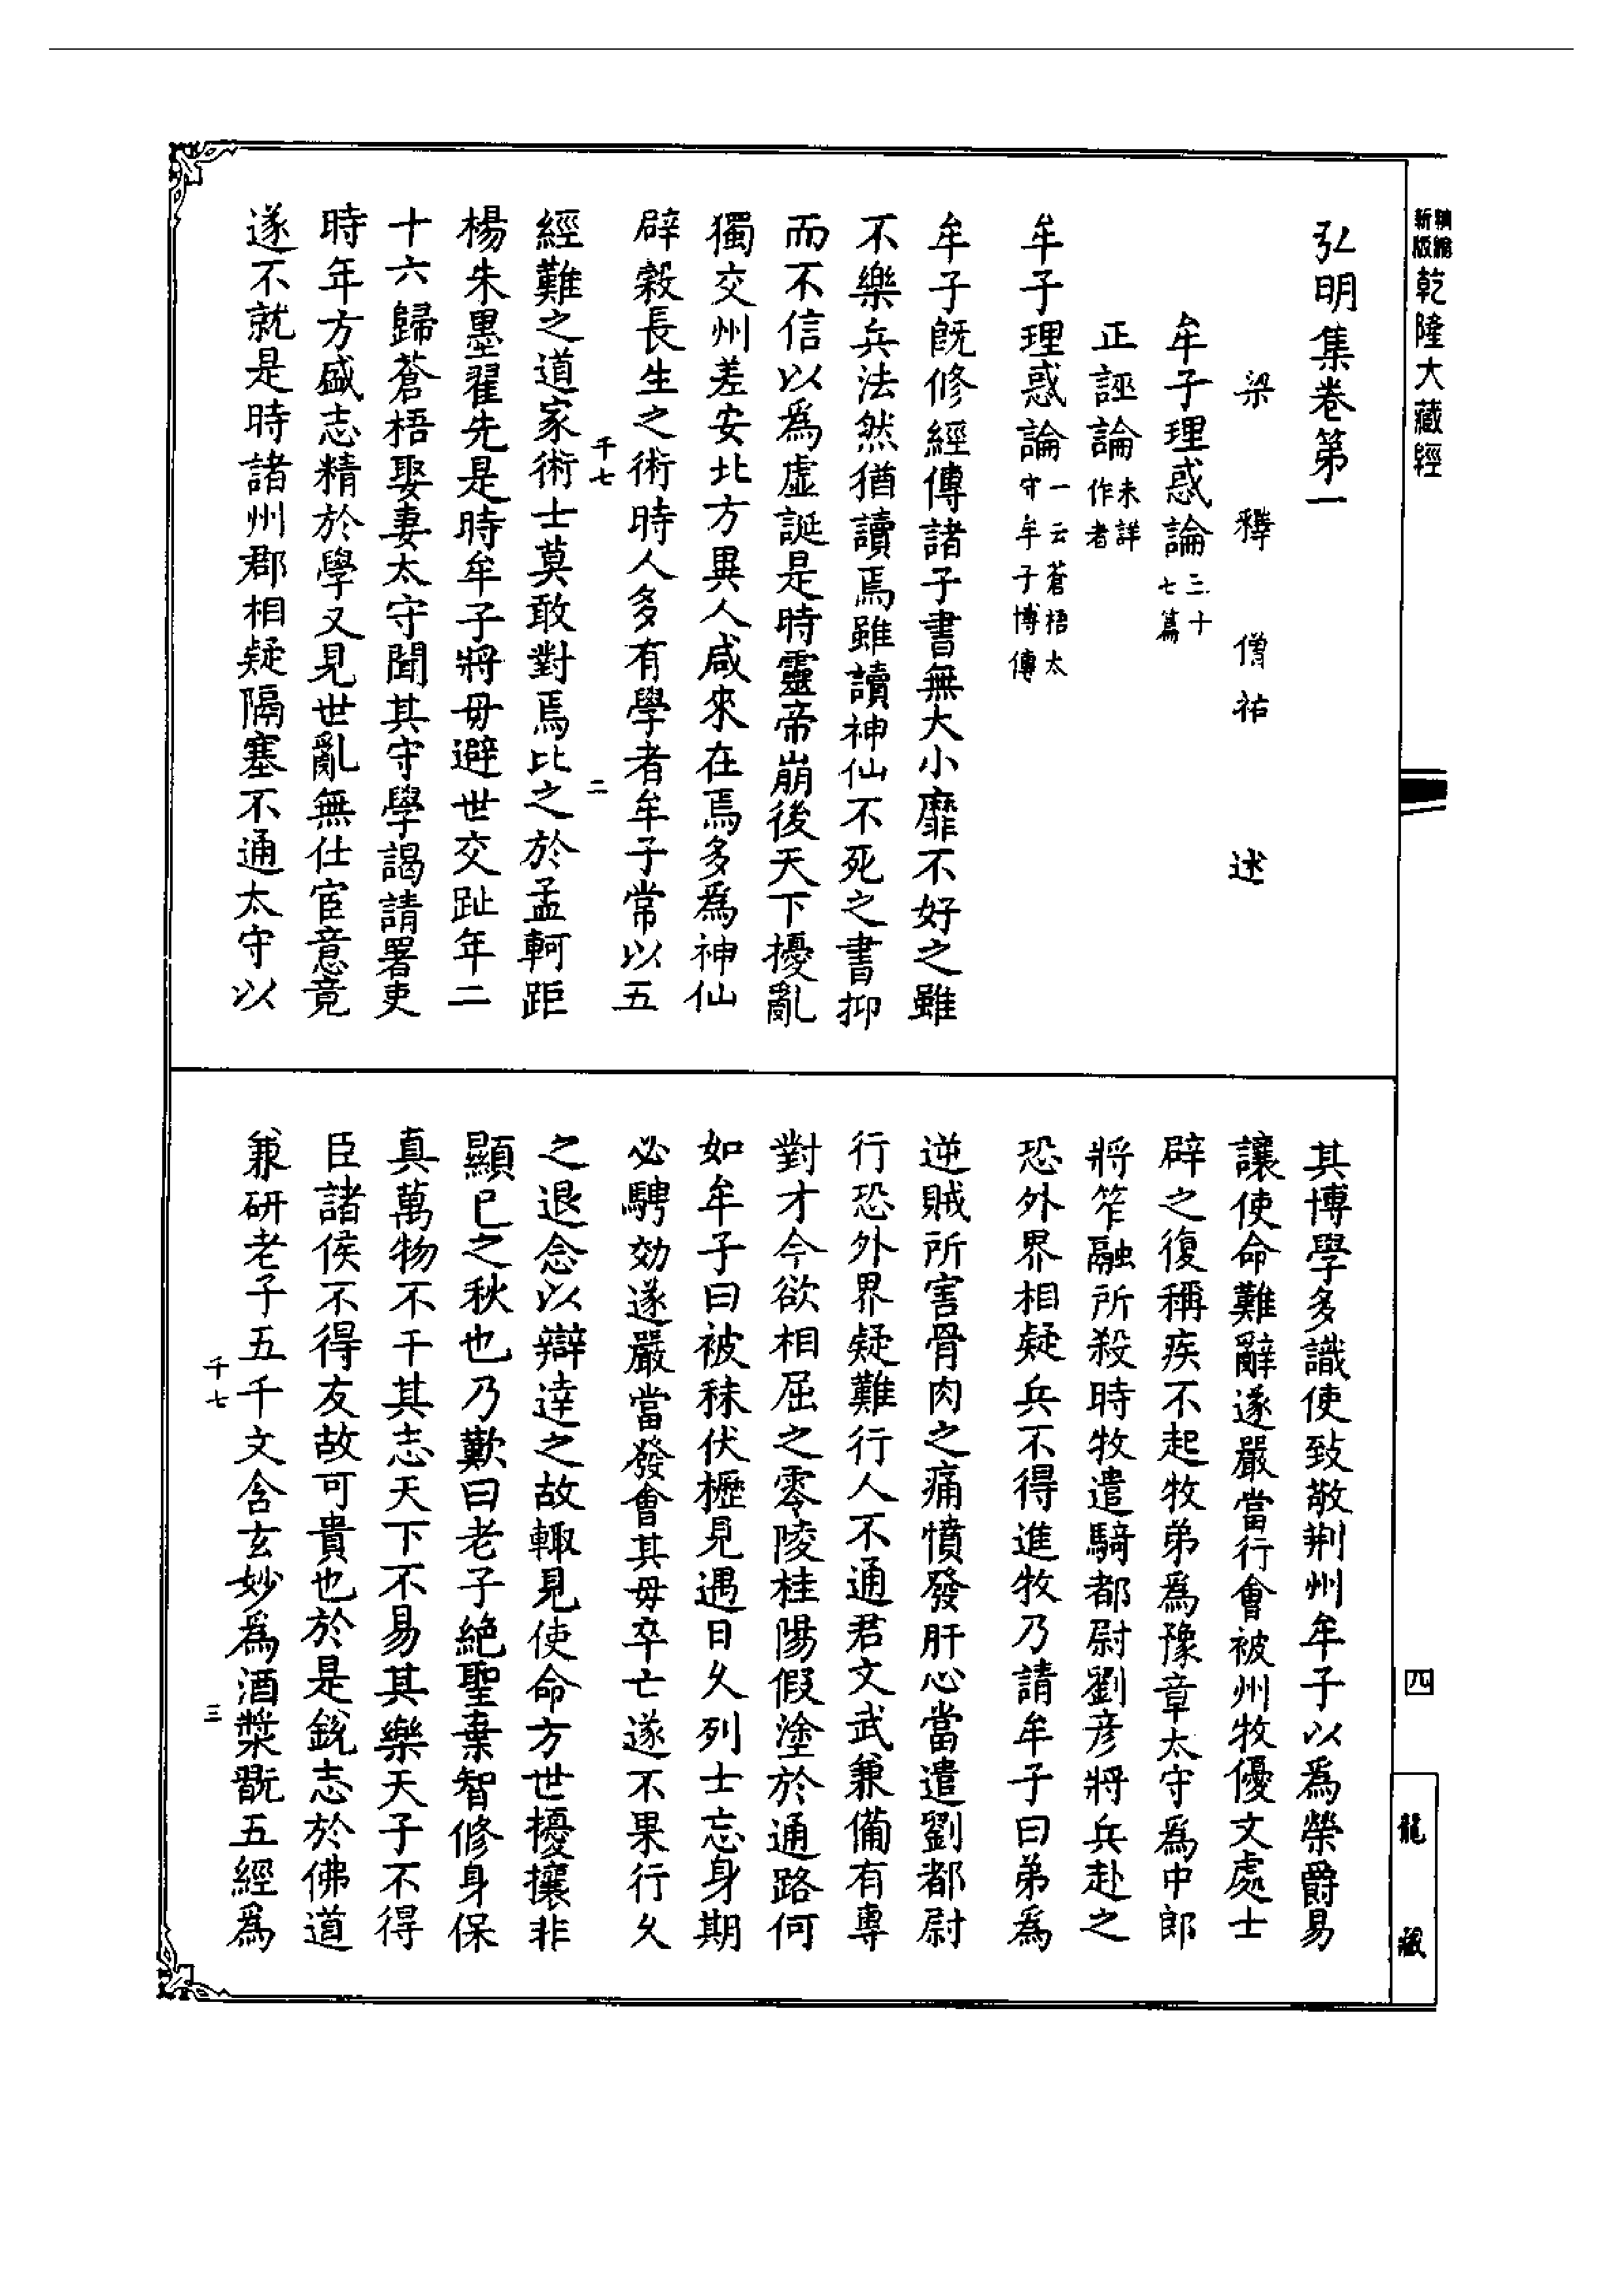 新版精縮乾隆大藏經
弘明集卷第一
梁釋僧祐述
牟子理惑論三十七篇
正誣論未詳作者
牟子理惑論一云蒼梧太守牟子博傳
牟子旣修經傳諸子書無大小靡不好之雖
不樂兵法然猶讀焉雖讀神仙不死之書抑
而不信以爲虛誕是時靈帝崩後天下擾亂
獨交州差安北方異人咸來在焉多爲神仙
辟穀長生之術時人多有學者牟子常以五
千七 二
經難之道家術士莫敢對焉比之於孟軻距
楊朱墨翟先是時牟子將母避世交趾年二
十六歸蒼梧娶妻太守聞其守學謁請署吏
時年方盛志精於學又見世亂無仕宦意竟
遂不就是時諸州郡相疑隔塞不通太守以
其博學多識使致敬荆州牟子以爲榮爵易
讓使命難辭遂嚴當行會被州牧優文處士
辟之復稱疾不起牧弟爲豫章太守爲中郎
將笮融所殺時牧遣騎都尉劉彥將兵赴之
恐外界相疑兵不得進牧乃請牟子曰弟爲
逆賊所害骨肉之痛憤發肝心當遣劉都尉
行恐外界疑難行人不通君文武兼備有專
對才今欲相屈之零陵桂陽假塗於通路何
如牟子曰被秣伏櫪見遇日久列士忘身期
必騁効遂嚴當發會其母卒亡遂不果行久
之退念以辯達之故輙見使命方世擾攘非
顯已之秋也乃歎曰老子絶聖棄智修身保
真萬物不干其志天下不易其樂天子不得
臣諸侯不得友故可貴也於是銳志於佛道
兼研老子五千文含玄妙爲酒漿翫五經爲
千七 三
四
龍藏